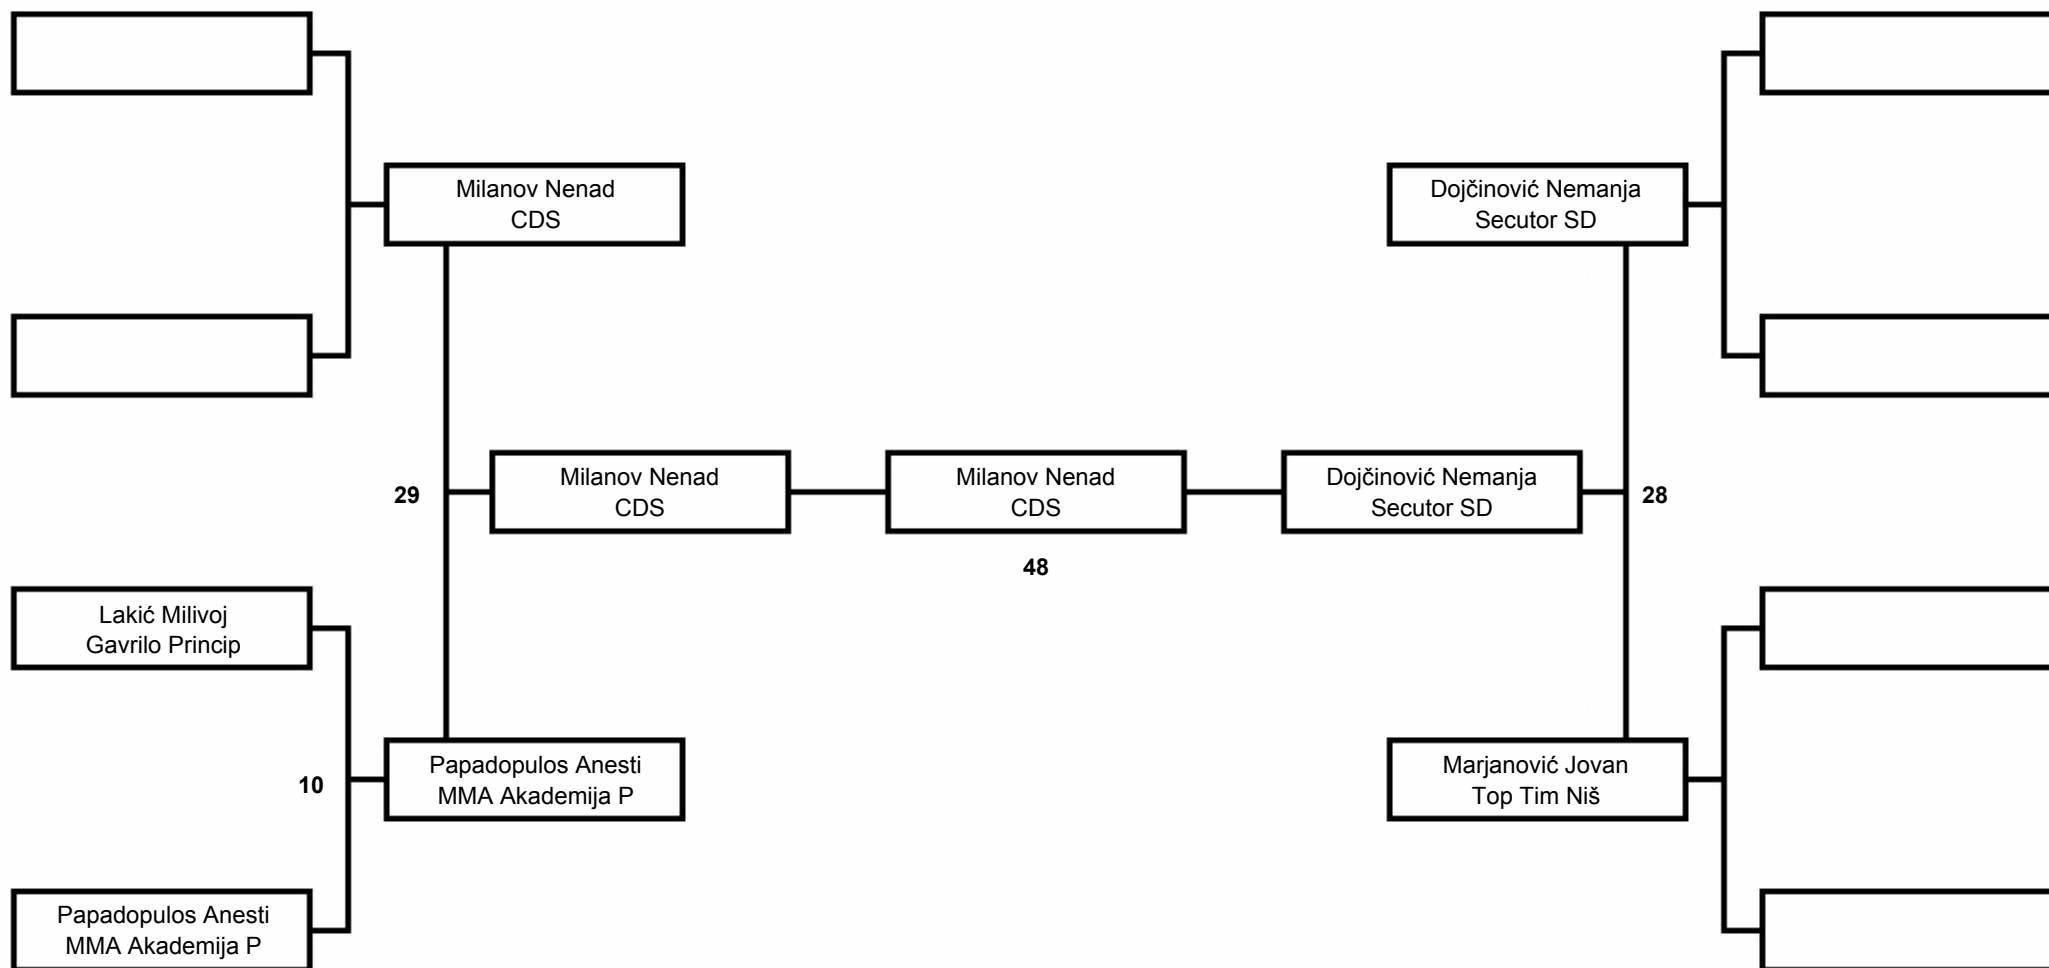 Milanov Nenad
CDS
Dojčinović Nemanja
Secutor SD
29
Milanov Nenad
CDS
Milanov Nenad
CDS
48
Dojčinović Nemanja
Secutor SD
28
Lakić Milivoj
Gavrilo Princip
10
Papadopulos Anesti
MMA Akademija P
Marjanović Jovan
Top Tim Niš
Papadopulos Anesti
MMA Akademija P